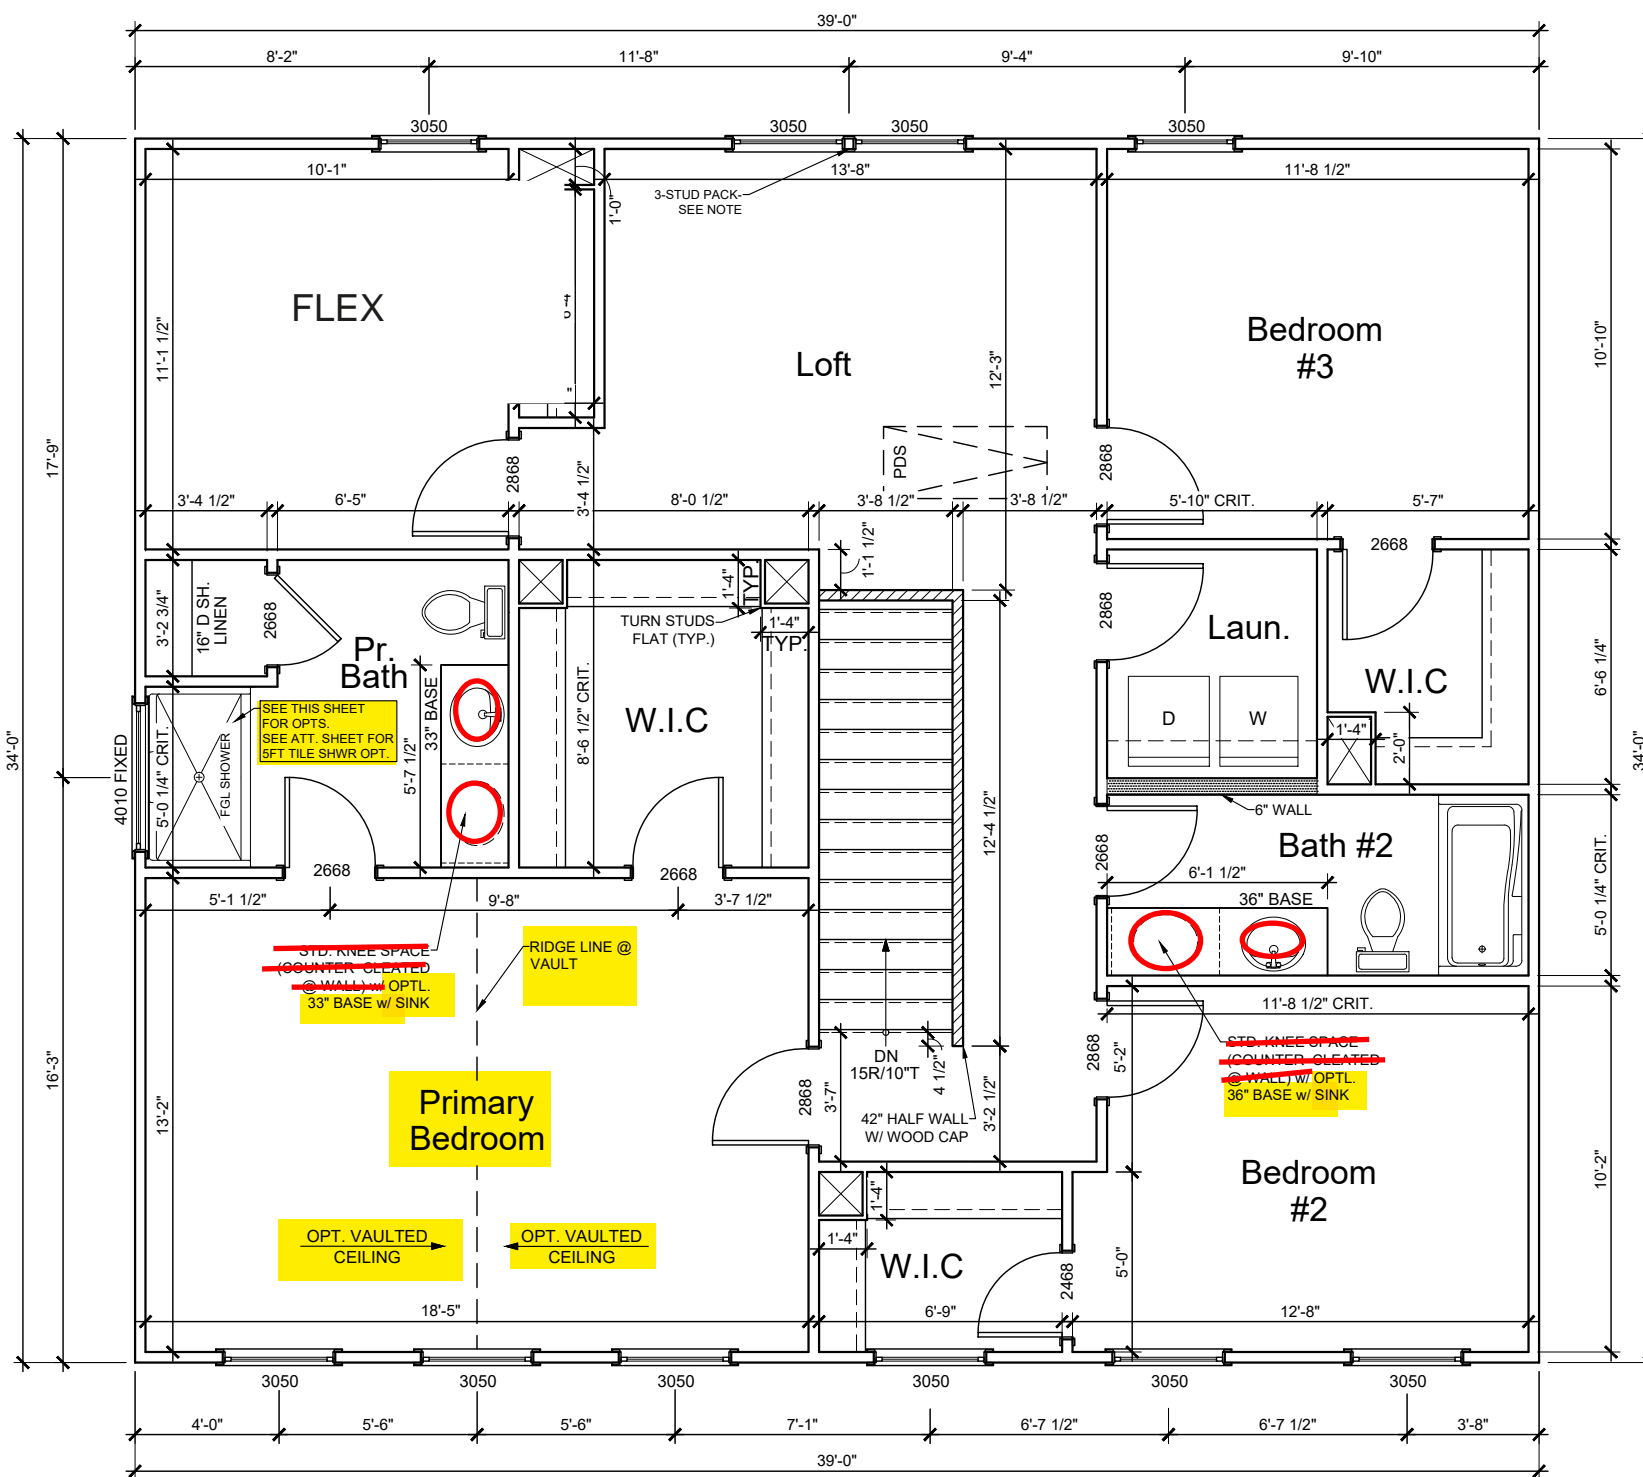 39'-0"
8'-2"
11'-8"
9'-4"
9'-10"
3050
3050
3050
3050
10'-1"
13'-8"
11'-8 1/2"
3-STUD PACK-
SEE NOTE
1'-0"
FLEX
Loft
Bedroom
#3
11'-1 1/2"
12'-3"
10'-10"
17'-9"
PDS
2868
2868
3'-4 1/2"
3'-4 1/2"
6'-5"
8'-0 1/2"
3'-8 1/2"
3'-8 1/2"
5'-10" CRIT.
5'-7"
2668
1'-1 1/2"
3'-2 3/4"
16" D SH.
LINEN
2668
Pr.
Bath
1'-4"
TYP.
TURN STUDS
FLAT (TYP.)
1'-4"
TYP.
2868
Laun.
W.I.C
6'-6 1/4"
D
W
1'-4"
2'-0"
34'-0"
34'-0"
4010 FIXED
5'-0 1/4" CRIT.
FGL SHOWER
SEE THIS SHEET
FOR OPTS.
SEE ATT. SHEET FOR
5FT TILE SHWR OPT.
33" BASE
5'-7 1/2"
8'-6 1/2" CRIT.
W.I.C
12'-4 1/2"
6" WALL
Bath #2
2668
6'-1 1/2"
36" BASE
5'-0 1/4" CRIT.
2668
2668
5'-1 1/2"
9'-8"
3'-7 1/2"
STD. KNEE SPACE
(COUNTER CLEATED
@ WALL) w/ OPTL.
33" BASE w/ SINK
RIDGE LINE @
VAULT
11'-8 1/2" CRIT.
2868
5'-2"
STD. KNEE SPACE
(COUNTER CLEATED
@ WALL) w/ OPTL.
36" BASE w/ SINK
DN
15R/10"T
4 1/2"
3'-7"
2868
42" HALF WALL
W/ WOOD CAP
3'-2 1/2"
16'-3"
13'-2"
Primary
Bedroom
Bedroom
#2
10'-2"
OPT. VAULTED
CEILING
OPT. VAULTED
CEILING
1'-4"
1'-4"
W.I.C
2468
5'-0"
18'-5"
6'-9"
12'-8"
3050
3050
3050
3050
3050
3050
4'-0"
5'-6"
5'-6"
7'-1"
6'-7 1/2"
6'-7 1/2"
3'-8"
39'-0"